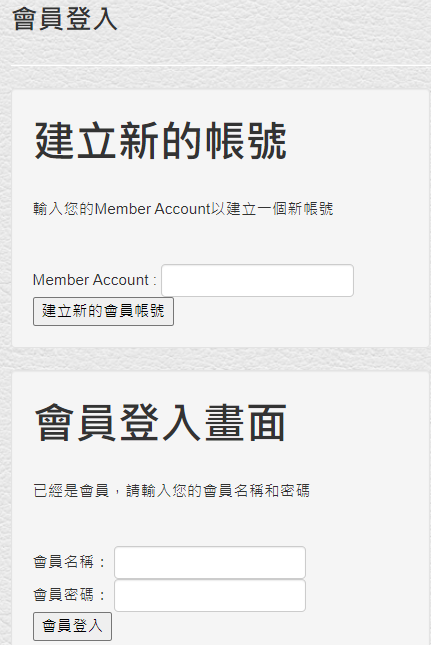 會員登入
建立新的帳號
輸入您的Member Account以建立一個新帳號
Member Account :
建立新的會員帳號
會員登入畫面
已經是會員，請輸入您的會員名稱和密碼
會員名稱：
會員密碼：
會員登入